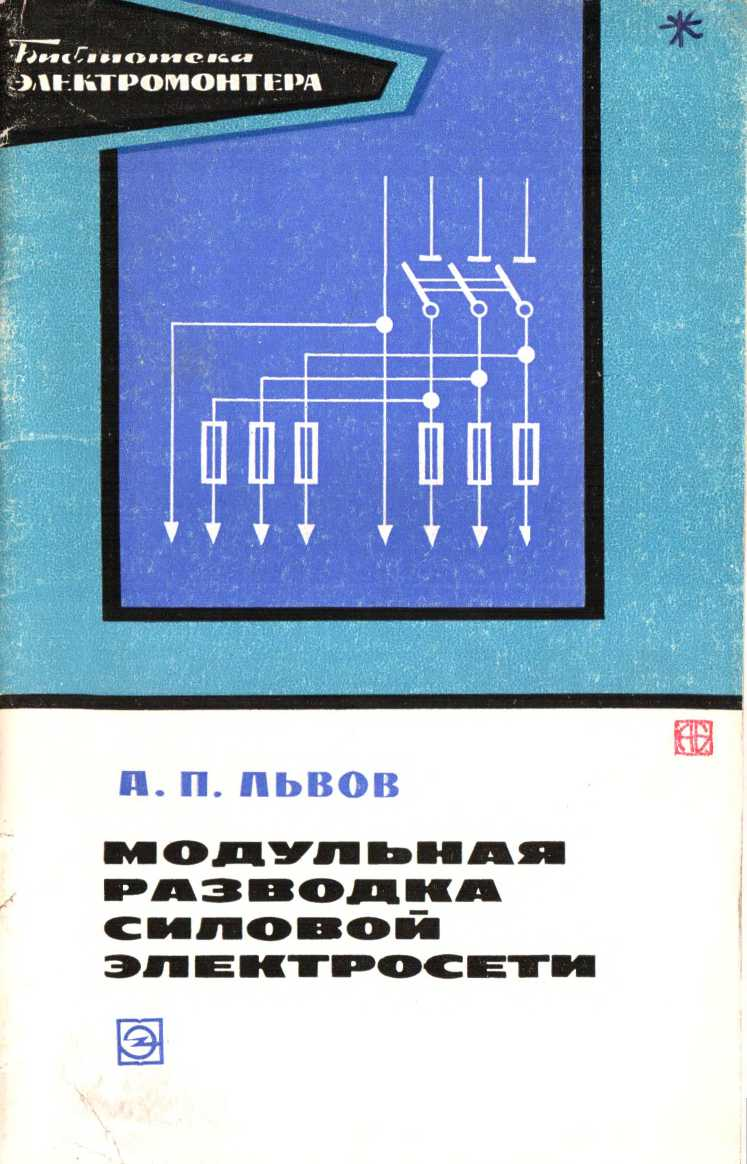 Библиотека
ЭЛЕКТРОМОНТЕРА
А. П. ЛЬВОВ
МОДУЛЬНАЯ
РАЗВОДКА
СИЛОВОЙ
ЭЛЕКТРОСЕТИ